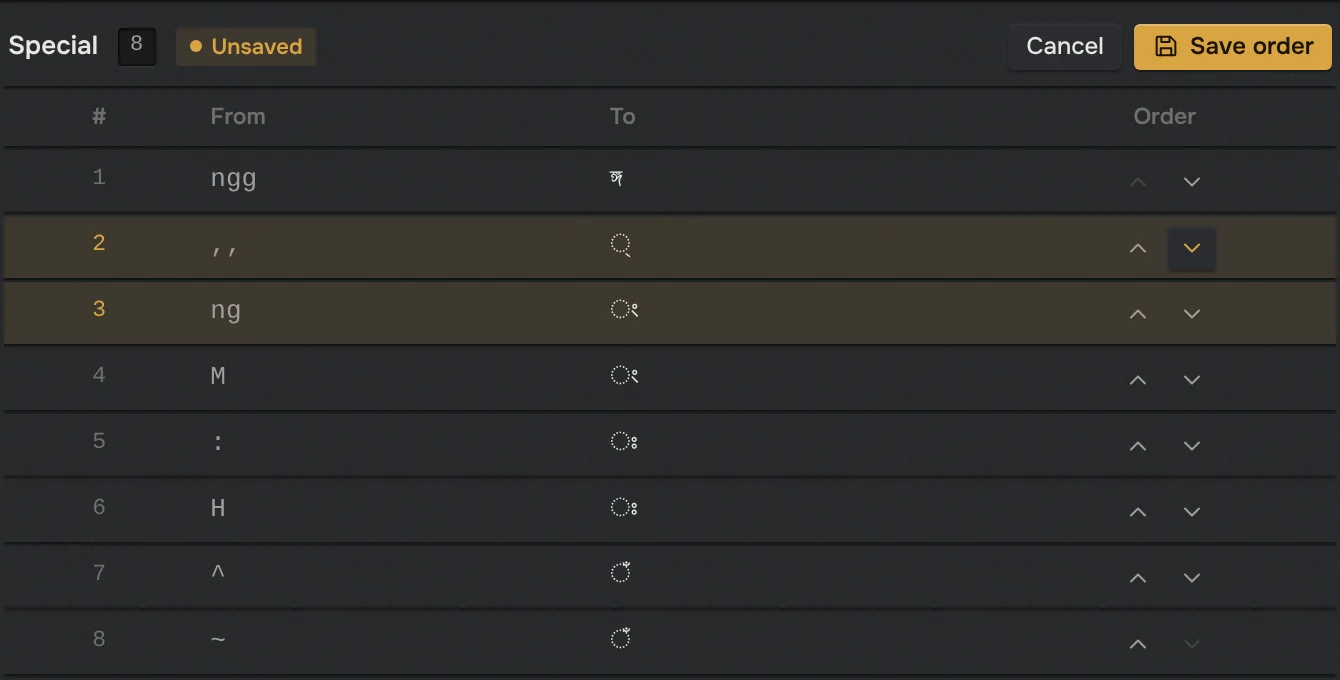 Special 8 Unsaved Cancel Save order
# From To Order
1 ngg ঙ্গ
2 ,, ্
3 ng ং
4 M ং
5 : ঃ
6 H ঃ
7 ^ ঁ
8 ~ ঁ